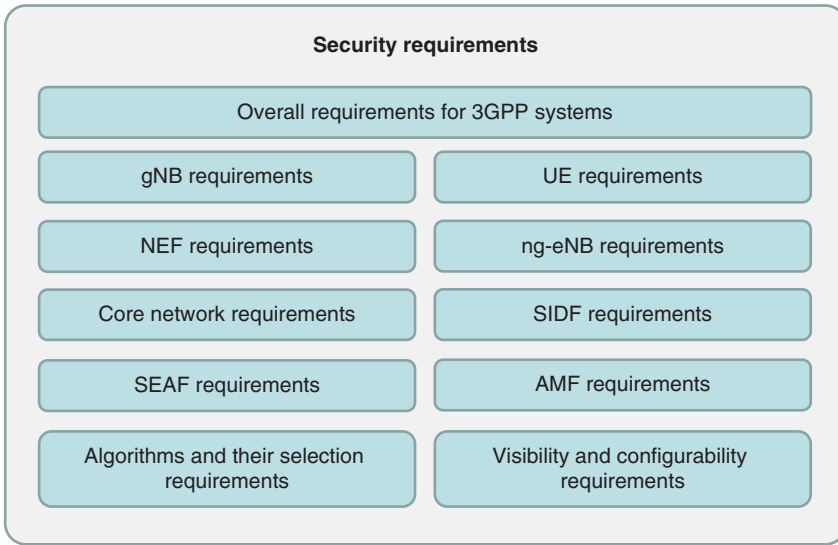 Security requirements
Overall requirements for 3GPP systems
gNB requirements
UE requirements
NEF requirements
ng-eNB requirements
Core network requirements
SIDF requirements
SEAF requirements
AMF requirements
Algorithms and their selection
requirements
Visibility and configurability
requirements